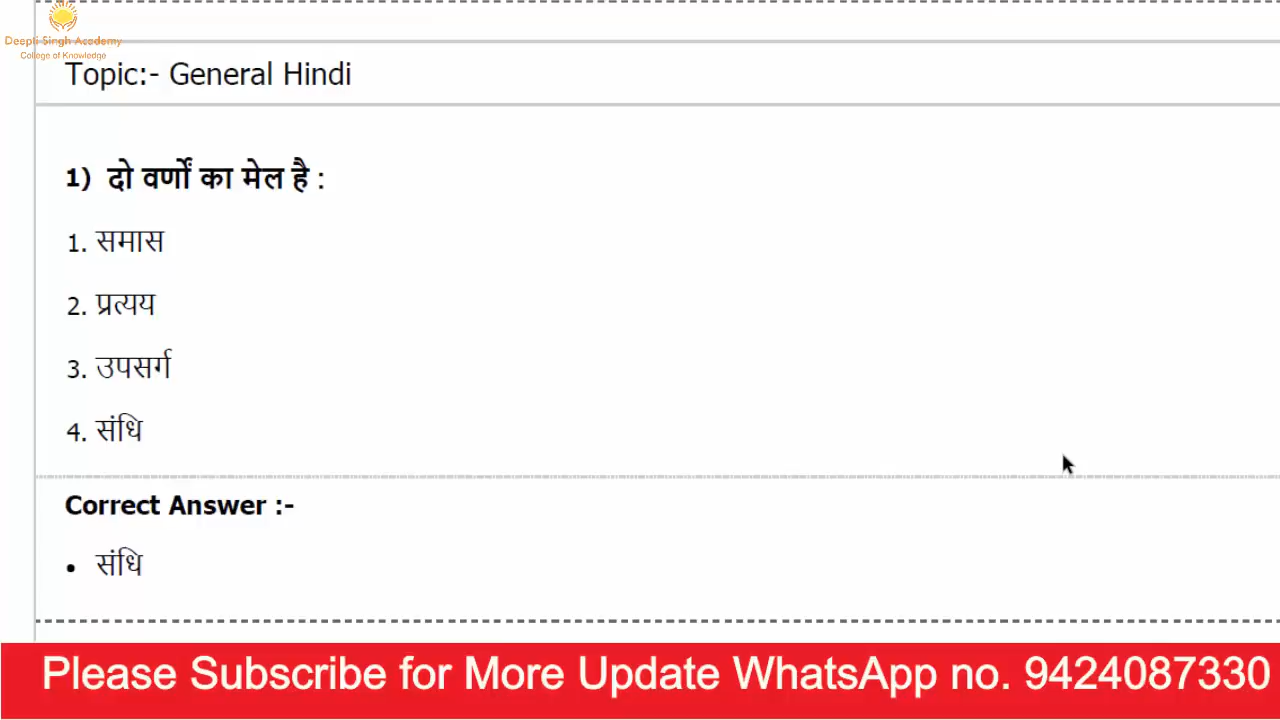 Deepti Singh Academy
College of Knowledge
Topic:- General Hindi
1) दो वर्णों का मेल है :
1. समास
2. प्रत्यय
3. उपसर्ग
4. संधि
Correct Answer :-
• संधि
Please Subscribe for More Update WhatsApp no. 9424087330